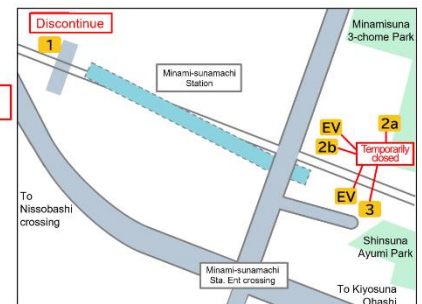 Discontinue
1
Minamisuna
3-chome Park
Minami-sunamachi
Station
EV
2a
2b
Temporarily
closed
EV
3
To
Nissobashi
crossing
Shinsuna
Ayumi Park
Minami-sunamachi
Sta. Ent crossing
To Kiyosuna
Ohashi